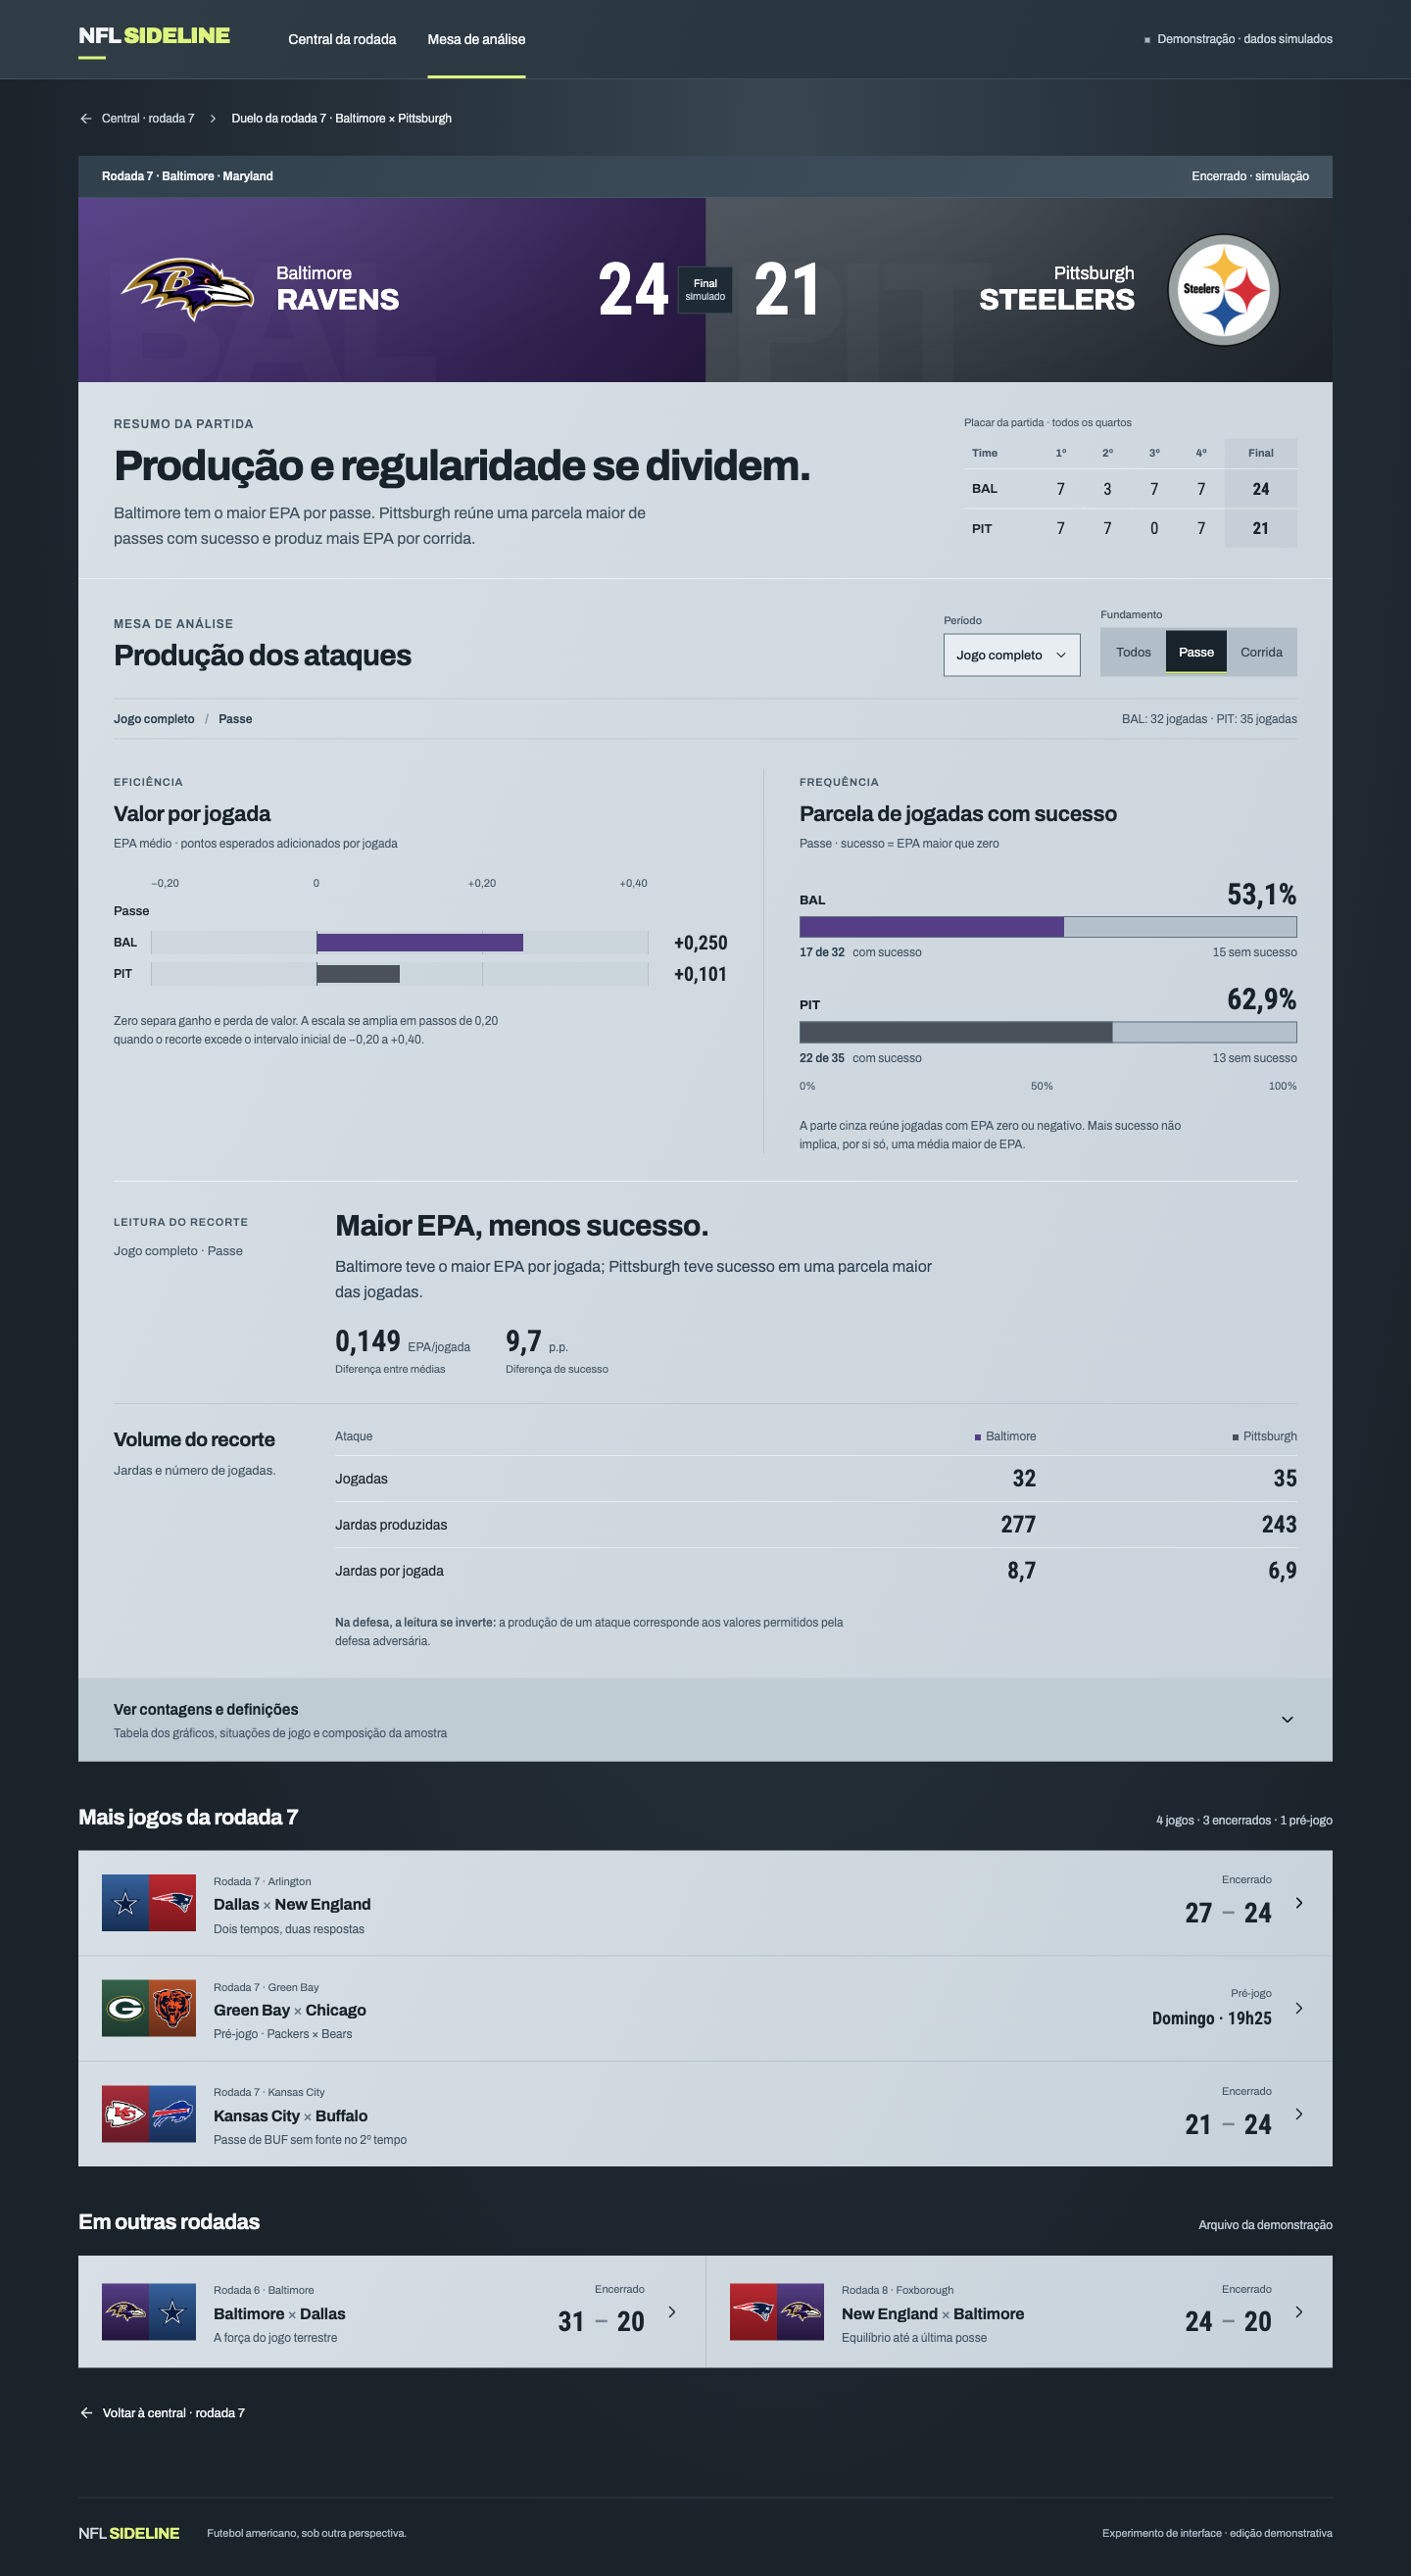 NFL SIDELINE
Central da rodada
Mesa de análise
Demonstração · dados simulados
← Central · rodada 7 > Duelo da rodada 7 · Baltimore × Pittsburgh
Rodada 7 · Baltimore · Maryland
Encerrado · simulação
BAL
Baltimore
RAVENS
24
Final
simulado
21
PIT
Pittsburgh
STEELERS
Steelers
RESUMO DA PARTIDA
Produção e regularidade se dividem.
Baltimore tem o maior EPA por passe. Pittsburgh reúne uma parcela maior de
passes com sucesso e produz mais EPA por corrida.
Placar da partida · todos os quartos
Time 1º 2º 3º 4º Final
BAL 7 3 7 7 24
PIT 7 7 0 7 21
MESA DE ANÁLISE
Produção dos ataques
Período
Jogo completo
Fundamento
Todos Passe Corrida
Jogo completo / Passe
BAL: 32 jogadas · PIT: 35 jogadas
EFICIÊNCIA
Valor por jogada
EPA médio · pontos esperados adicionados por jogada
−0,20 0 +0,20 +0,40
Passe
BAL +0,250
PIT +0,101
Zero separa ganho e perda de valor. A escala se amplia em passos de 0,20
quando o recorte excede o intervalo inicial de −0,20 a +0,40.
FREQUÊNCIA
Parcela de jogadas com sucesso
Passe · sucesso = EPA maior que zero
BAL 53,1%
17 de 32 com sucesso 15 sem sucesso
PIT 62,9%
22 de 35 com sucesso 13 sem sucesso
0% 50% 100%
A parte cinza reúne jogadas com EPA zero ou negativo. Mais sucesso não
implica, por si só, uma média maior de EPA.
LEITURA DO RECORTE
Jogo completo · Passe
Maior EPA, menos sucesso.
Baltimore teve o maior EPA por jogada; Pittsburgh teve sucesso em uma parcela maior
das jogadas.
0,149 EPA/jogada
Diferença entre médias
9,7 p.p.
Diferença de sucesso
Volume do recorte
Jardas e número de jogadas.
Ataque Baltimore Pittsburgh
Jogadas 32 35
Jardas produzidas 277 243
Jardas por jogada 8,7 6,9
Na defesa, a leitura se inverte: a produção de um ataque corresponde aos valores permitidos pela
defesa adversária.
Ver contagens e definições
Tabela dos gráficos, situações de jogo e composição da amostra
Mais jogos da rodada 7
4 jogos · 3 encerrados · 1 pré-jogo
Rodada 7 · Arlington
Dallas × New England
Dois tempos, duas respostas
Encerrado
27 – 24
Rodada 7 · Green Bay
Green Bay × Chicago
Pré-jogo · Packers × Bears
Pré-jogo
Domingo · 19h25
Rodada 7 · Kansas City
Kansas City × Buffalo
Passe de BUF sem fonte no 2º tempo
Encerrado
21 – 24
Em outras rodadas
Arquivo da demonstração
Rodada 6 · Baltimore
Baltimore × Dallas
A força do jogo terrestre
Encerrado
31 – 20
Rodada 8 · Foxborough
New England × Baltimore
Equilíbrio até a última posse
Encerrado
24 – 20
← Voltar à central · rodada 7
NFL SIDELINE
Futebol americano, sob outra perspectiva.
Experimento de interface · edição demonstrativa